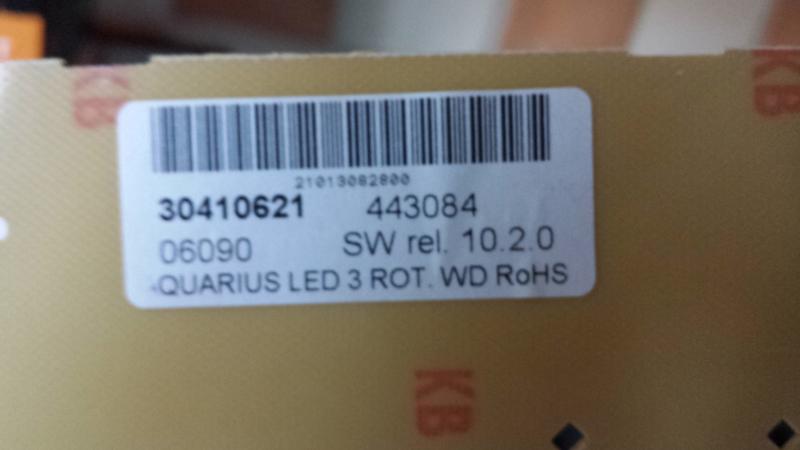 KB
KB
21013082800
30410621 443084
06090 SW rel. 10.2.0
QUARIUS LED 3 ROT. WD RoHS
KB